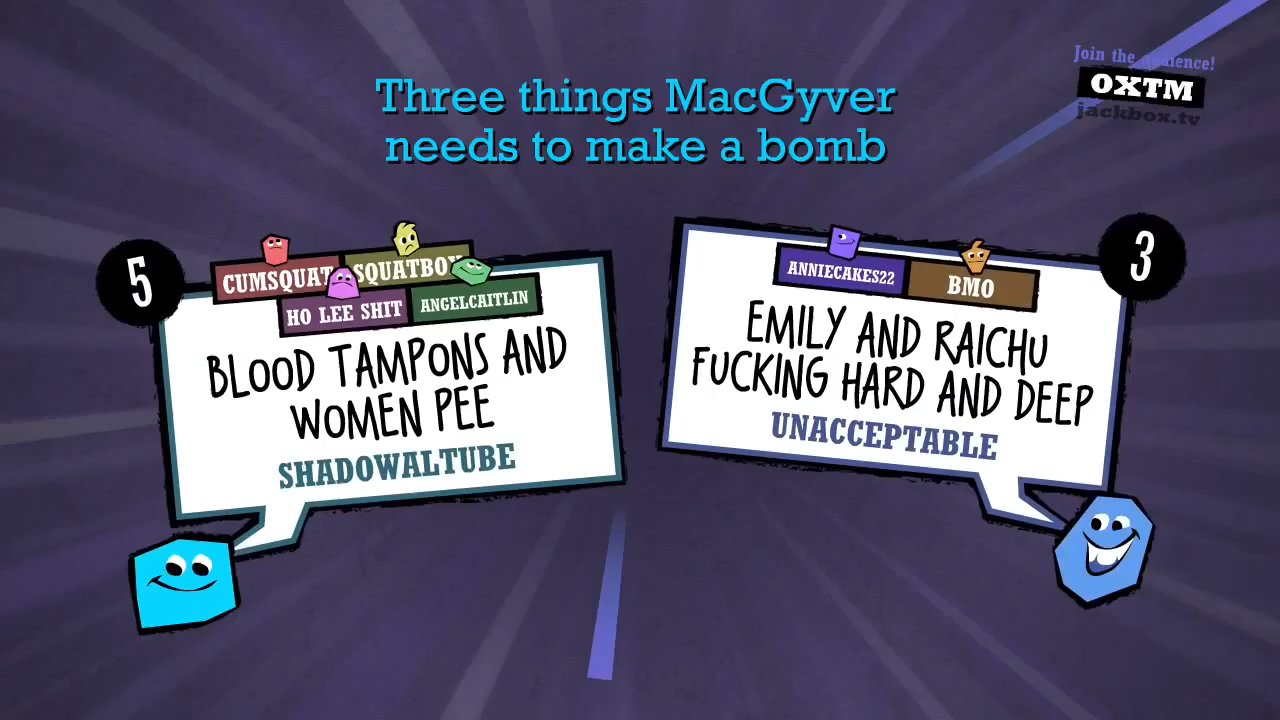 Join the audience!
OXTM
jackbox.tv
Three things MacGyver
needs to make a bomb
5
CUMSQUAT
SQUATBOY
HO LEE SHIT
ANGELCAITLIN
BLOOD TAMPONS AND
WOMEN PEE
SHADOWALTUBE
3
ANNIECAKES22
BMO
EMILY AND RAICHU
FUCKING HARD AND DEEP
UNACCEPTABLE